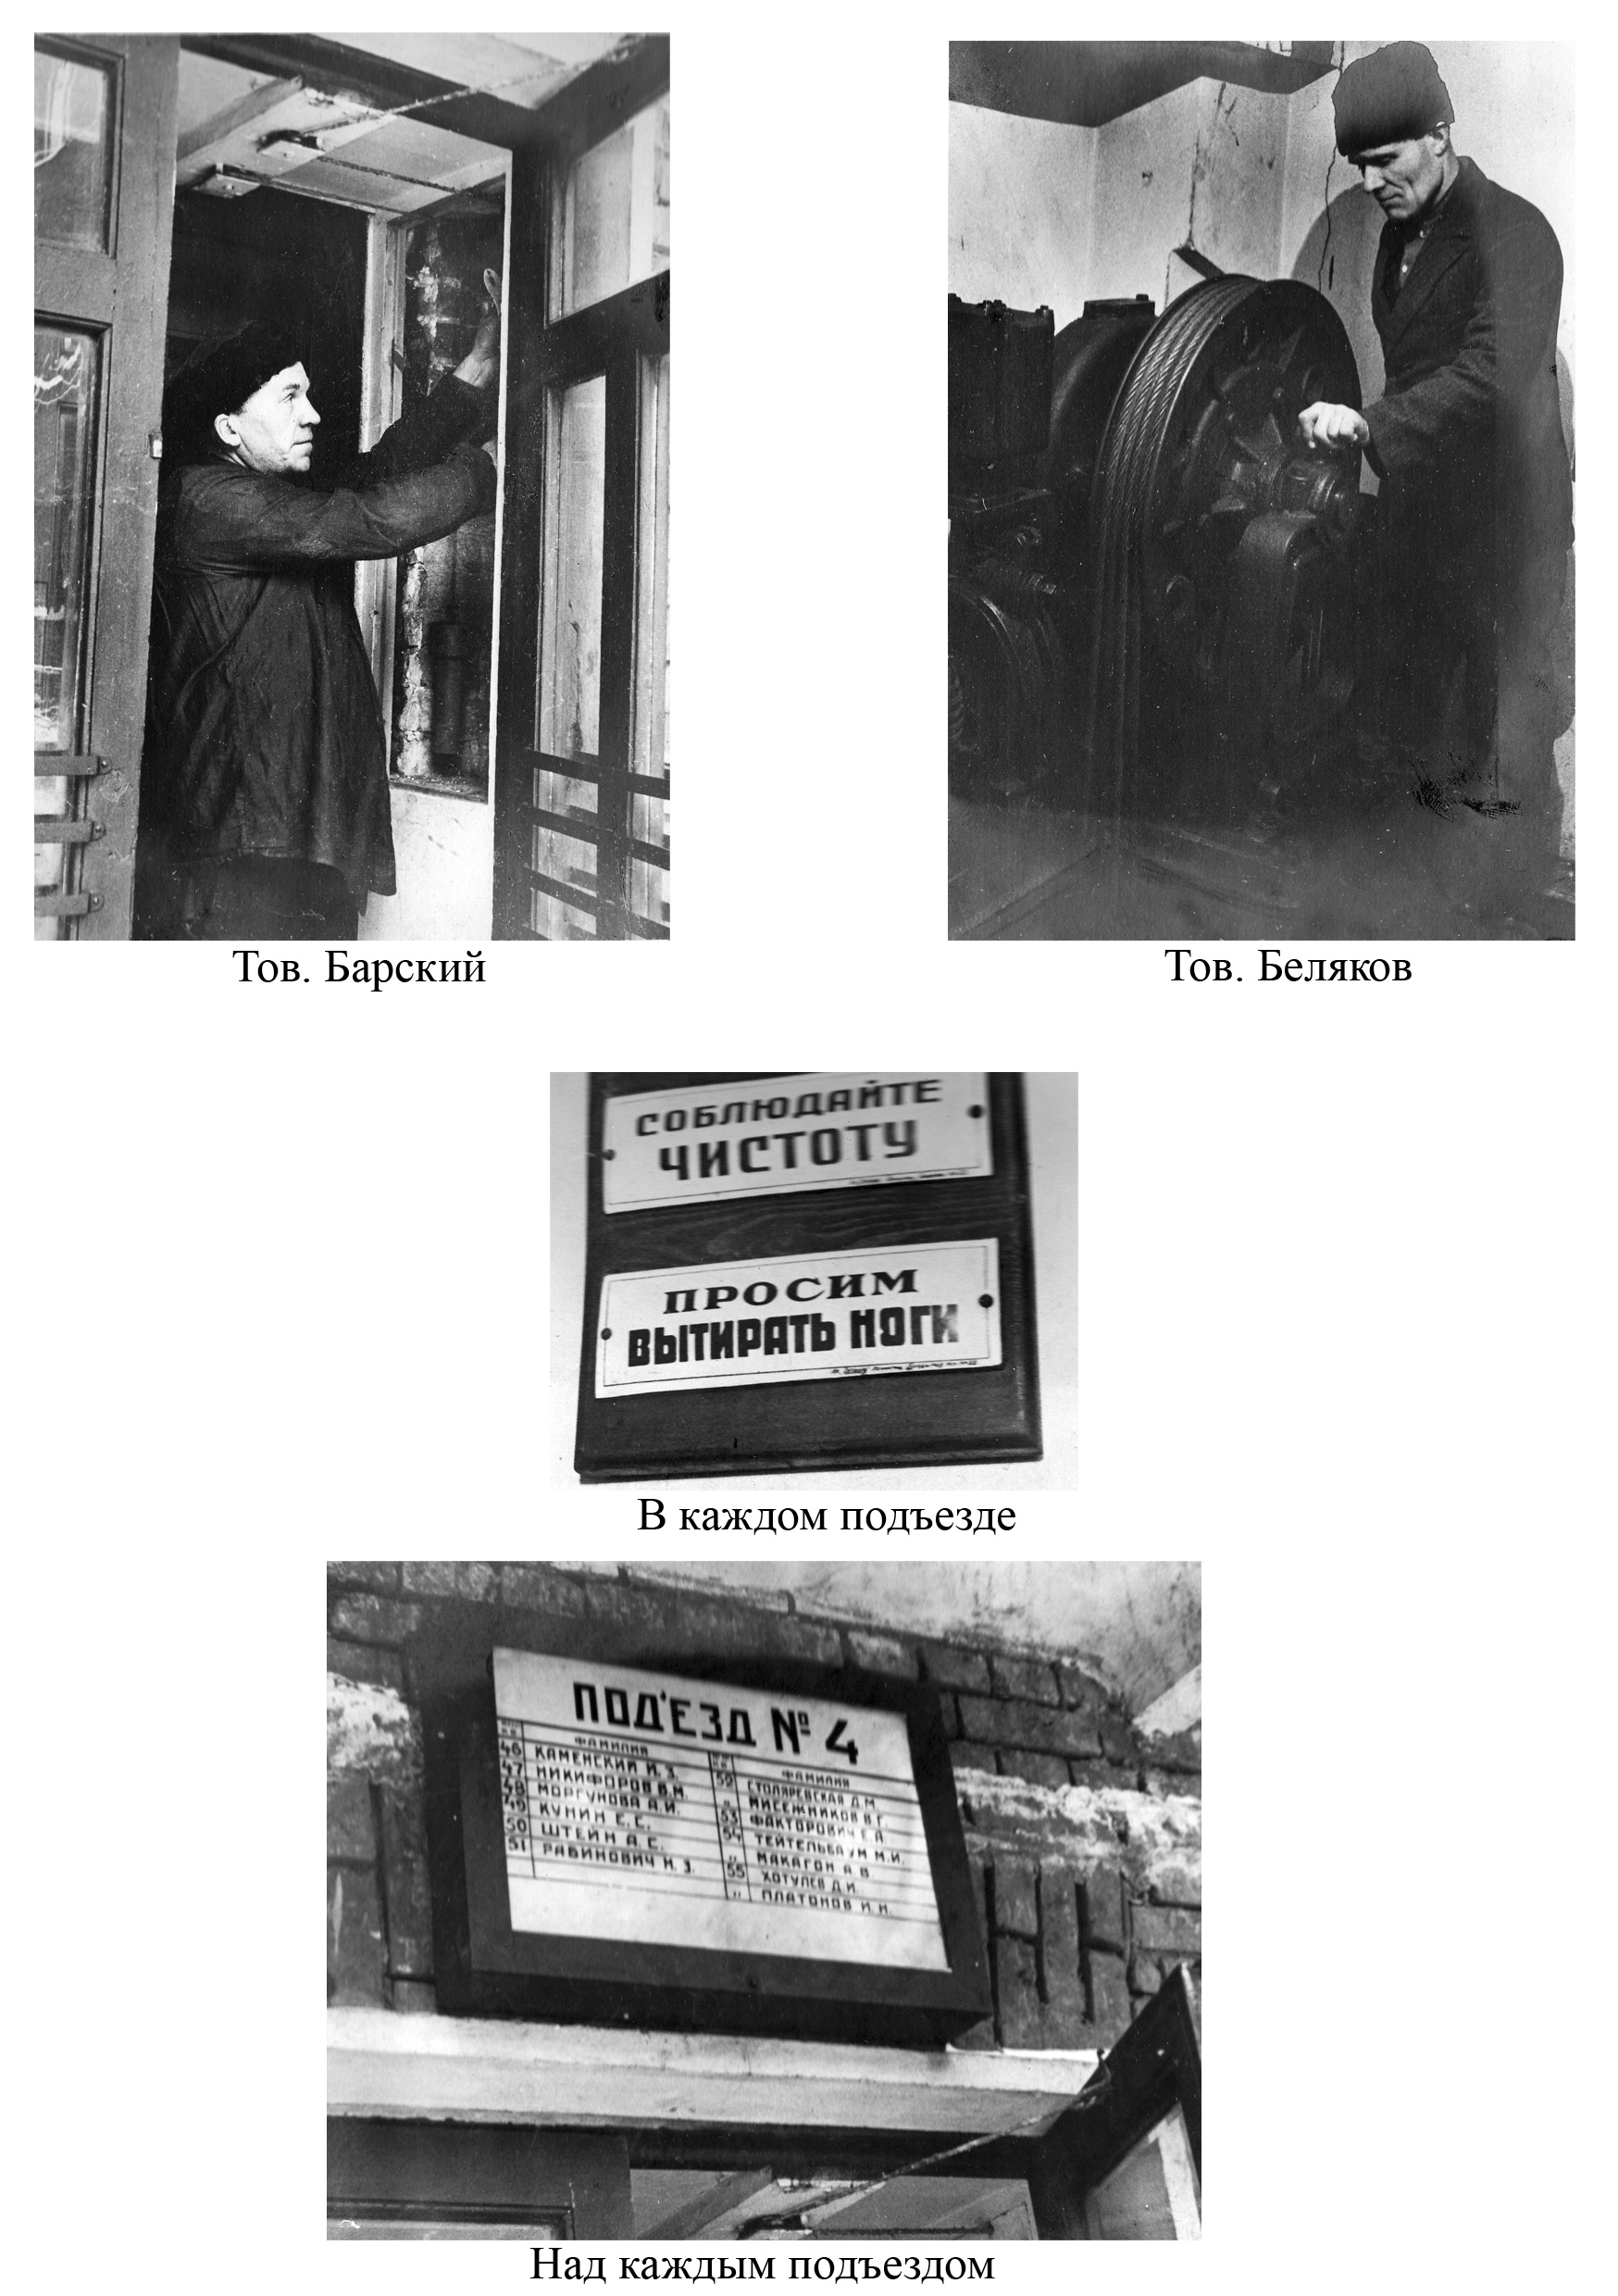 Тов. Барский
Тов. Беляков
СОБЛЮДАЙТЕ
ЧИСТОТУ
ПРОСИМ
ВЫТИРАТЬ НОГИ
В каждом подъезде
ПОД'ЕЗД № 4
ФАМИЛИЯ
46 КАМЕНСКИЙ И. З.
47 НИКИФОРОВ В.М.
48 МОРГУНОВА А.И.
49 КУНИН Е. С.
50 ШТЕЙН А. С.
51 РАБИНОВИЧ И. З.
ФАМИЛИЯ
52 СТОЛЯРЕВСКАЯ Д.М.
„ МИСЕЖНИКОВ В.Г.
53 ФАКТОРОВИЧ Е.А.
54 ТЕЙТЕЛЬБАУМ М.И.
„ МАКАГОН А. В.
55 ХОТУЛЕВ Д.И.
„ ПЛАТОНОВ И. Н.
Над каждым подъездом